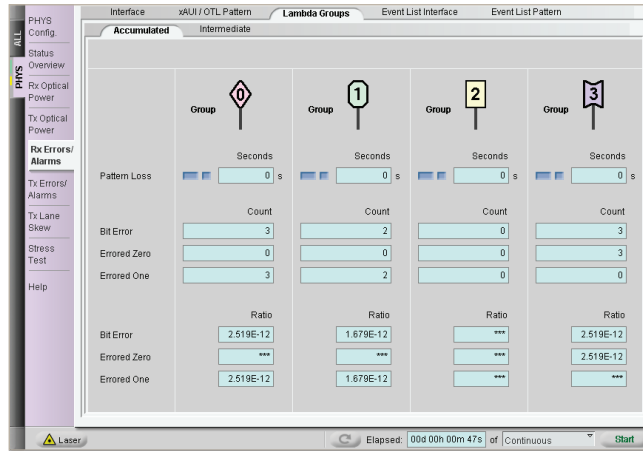 Interface xAUI / OTL Pattern Lambda Groups Event List Interface Event List Pattern
Accumulated Intermediate
ALL
PHYS
PHYS
Config.
Status
Overview
Rx Optical
Power
Tx Optical
Power
Rx Errors/
Alarms
Tx Errors/
Alarms
Tx Lane
Skew
Stress
Test
Help
Group 0 Group 1 Group 2 Group 3
Seconds Seconds Seconds Seconds
Pattern Loss 0 s 0 s 0 s 0 s
Count Count Count Count
Bit Error 3 2 0 3
Errored Zero 0 0 0 3
Errored One 3 2 0 0
Ratio Ratio Ratio Ratio
Bit Error 2.519E-12 1.679E-12 *** 2.519E-12
Errored Zero *** *** *** 2.519E-12
Errored One 2.519E-12 1.679E-12 *** ***
Laser Elapsed: 00d 00h 00m 47s of Continuous Start